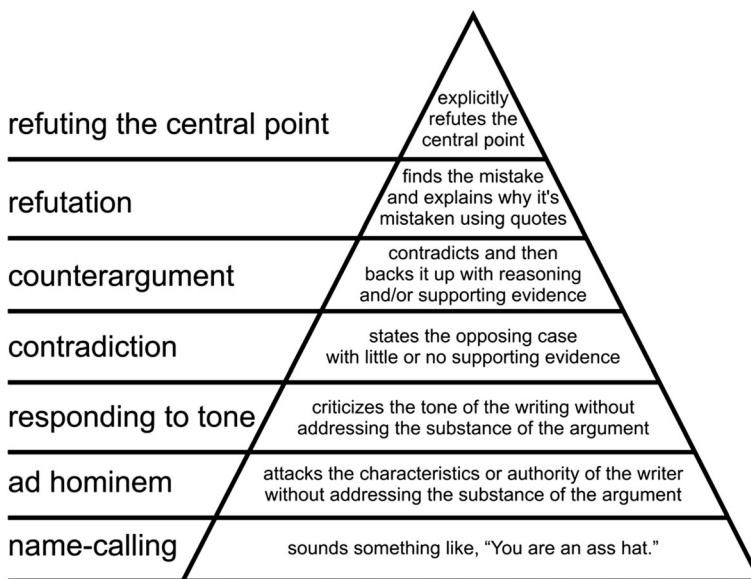 refuting the central point
explicitly
refutes the
central point
refutation
finds the mistake
and explains why it's
mistaken using quotes
counterargument
contradicts and then
backs it up with reasoning
and/or supporting evidence
contradiction
states the opposing case
with little or no supporting evidence
responding to tone
criticizes the tone of the writing without
addressing the substance of the argument
ad hominem
attacks the characteristics or authority of the writer
without addressing the substance of the argument
name-calling
sounds something like, “You are an ass hat.”